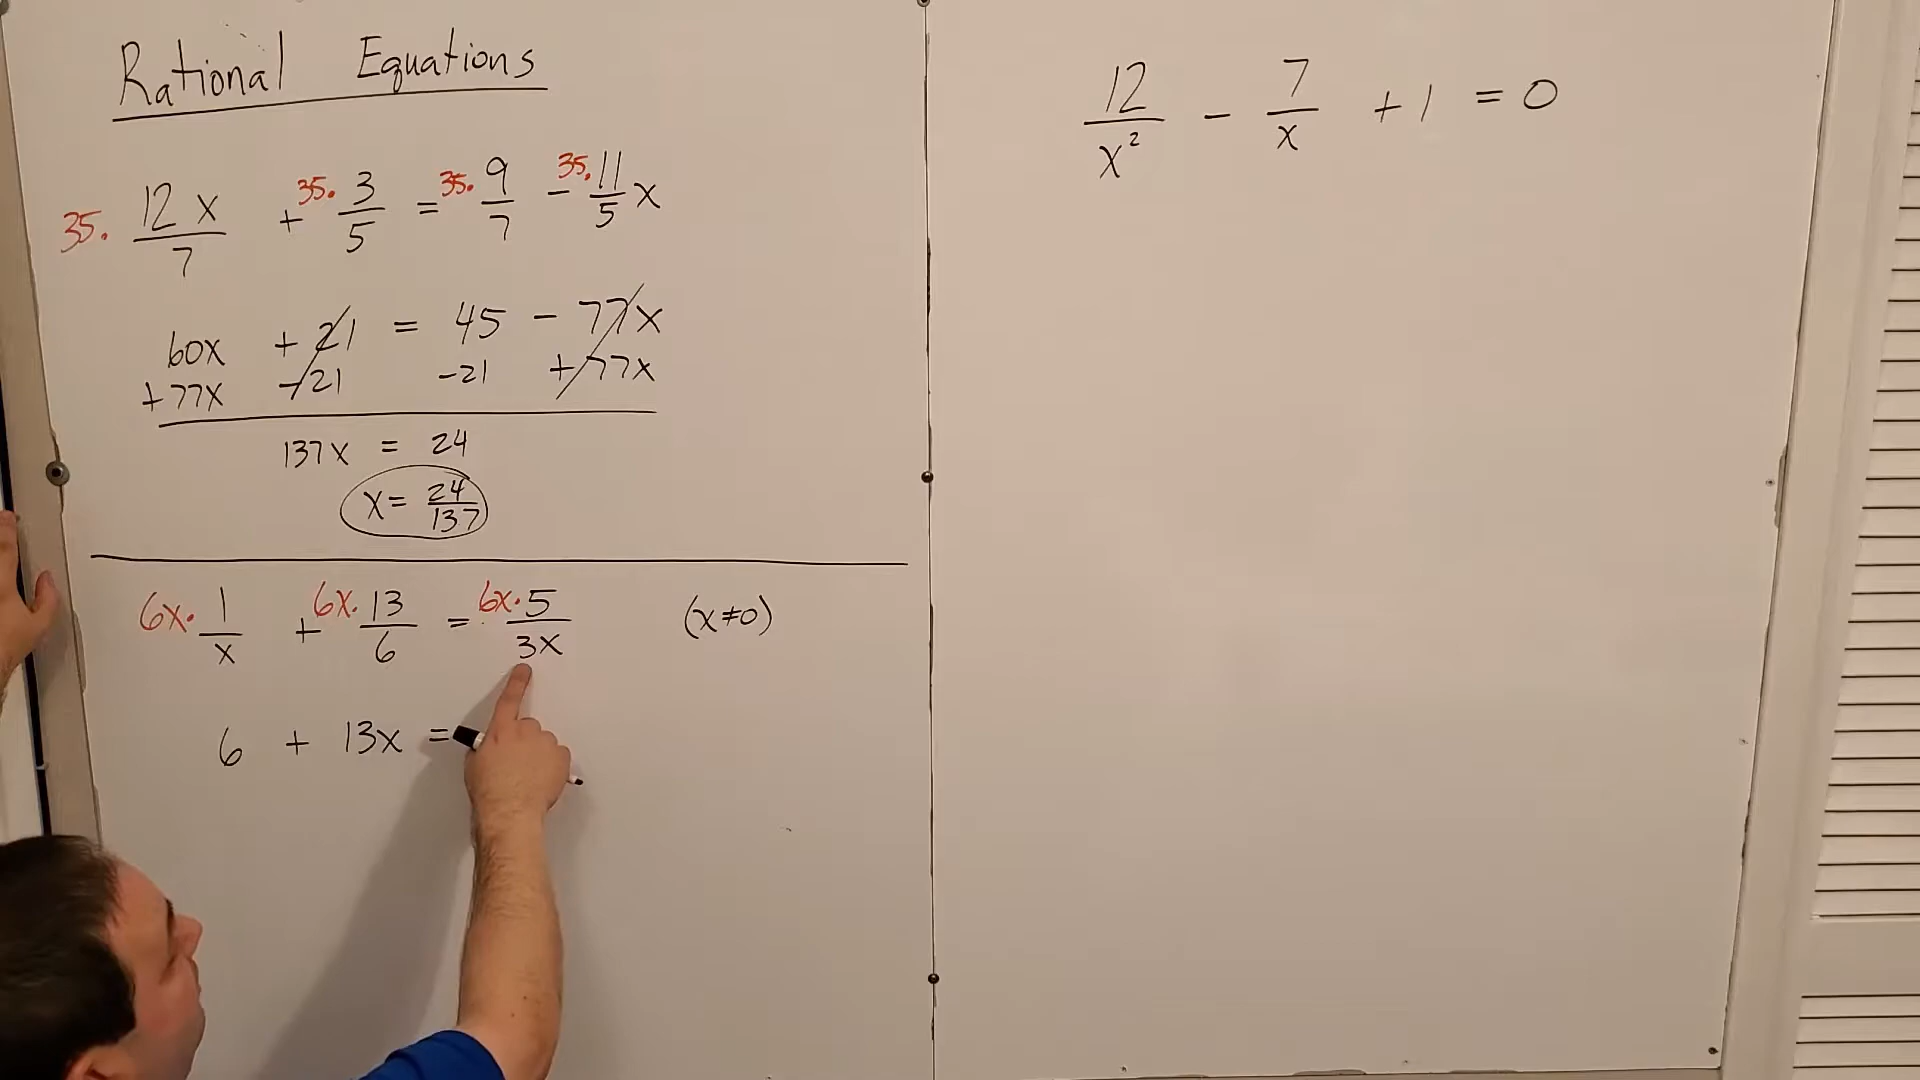 Rational Equations
35. 12x/7 + 35. 3/5 = 35. 9/7 - 35. 11/5 x
60x + 21 = 45 - 77x
+77x -21 -21 +77x
137x = 24
x = 24/137
6x. 1/x + 6x. 13/6 = 6x. 5/3x (x≠0)
6 + 13x =
12/x² - 7/x + 1 = 0